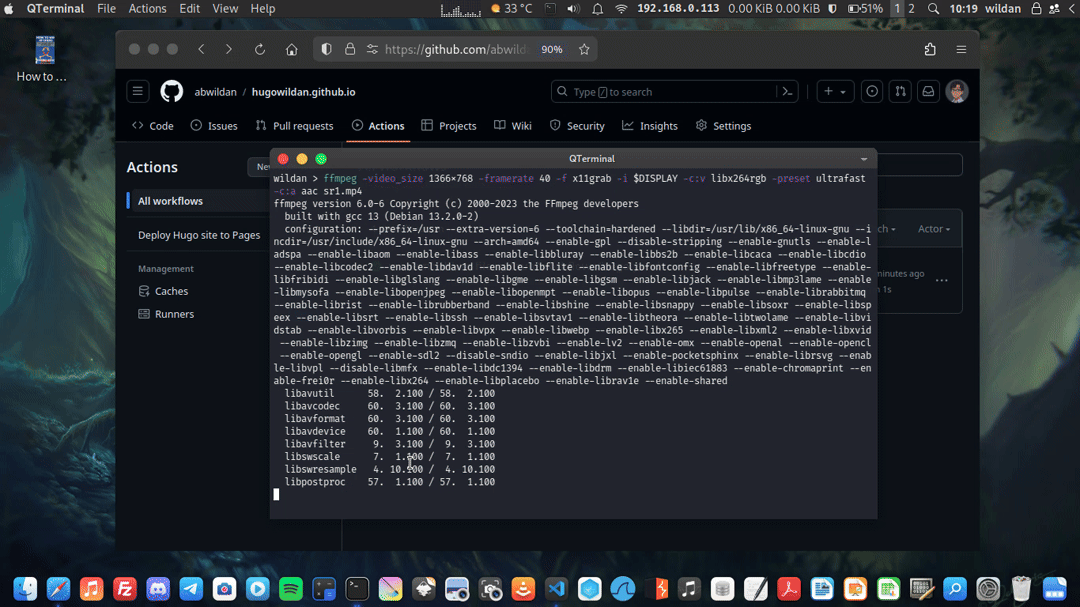 QTerminal File Actions Edit View Help 33 °C 192.168.0.113 0.00 KiB 0.00 KiB 51% 1 2 10:19 wildan
How to ...
https://github.com/abwild 90%
abwildan / hugowildan.github.io Type / to search
Code Issues Pull requests Actions Projects Wiki Security Insights Settings
Actions
New
All workflows
Deploy Hugo site to Pages
Management
Caches
Runners
Actor
minutes ago
1s
QTerminal
wildan > ffmpeg -video_size 1366×768 -framerate 40 -f x11grab -i $DISPLAY -c:v libx264rgb -preset ultrafast
-c:a aac sr1.mp4
ffmpeg version 6.0-6 Copyright (c) 2000-2023 the FFmpeg developers
built with gcc 13 (Debian 13.2.0-2)
configuration: --prefix=/usr --extra-version=6 --toolchain=hardened --libdir=/usr/lib/x86_64-linux-gnu --i
ncdir=/usr/include/x86_64-linux-gnu --arch=amd64 --enable-gpl --disable-stripping --enable-gnutls --enable-l
adspa --enable-libaom --enable-libass --enable-libbluray --enable-libbs2b --enable-libcaca --enable-libcdio
--enable-libcodec2 --enable-libdav1d --enable-libflite --enable-libfontconfig --enable-libfreetype --enable-
libfribidi --enable-libglslang --enable-libgme --enable-libgsm --enable-libjack --enable-libmp3lame --enable
-libmysofa --enable-libopenjpeg --enable-libopenmpt --enable-libopus --enable-libpulse --enable-librabbitmq
--enable-librist --enable-librubberband --enable-libshine --enable-libsnappy --enable-libsoxr --enable-libsp
eex --enable-libsrt --enable-libssh --enable-libsvtav1 --enable-libtheora --enable-libtwolame --enable-libvi
dstab --enable-libvorbis --enable-libvpx --enable-libwebp --enable-libx265 --enable-libxml2 --enable-libxvid
--enable-libzimg --enable-libzmq --enable-libzvbi --enable-lv2 --enable-omx --enable-openal --enable-opencl
--enable-opengl --enable-sdl2 --disable-sndio --enable-libjxl --enable-pocketsphinx --enable-librsvg --enab
le-libvpl --disable-libmfx --enable-libdc1394 --enable-libdrm --enable-libiec61883 --enable-chromaprint --en
able-frei0r --enable-libx264 --enable-libplacebo --enable-librav1e --enable-shared
libavutil 58. 2.100 / 58. 2.100
libavcodec 60. 3.100 / 60. 3.100
libavformat 60. 3.100 / 60. 3.100
libavdevice 60. 1.100 / 60. 1.100
libavfilter 9. 3.100 / 9. 3.100
libswscale 7. 1.100 / 7. 1.100
libswresample 4. 10.100 / 4. 10.100
libpostproc 57. 1.100 / 57. 1.100